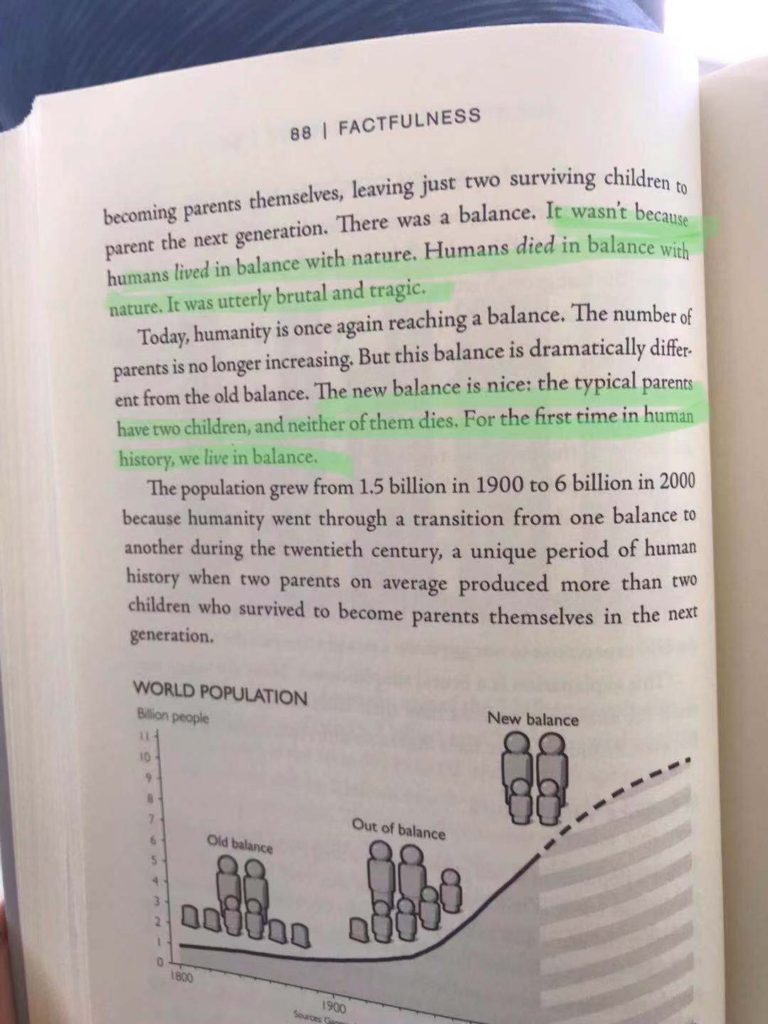 88 | FACTFULNESS
becoming parents themselves, leaving just two surviving children to
parent the next generation. There was a balance. It wasn't because
humans lived in balance with nature. Humans died in balance with
nature. It was utterly brutal and tragic.
Today, humanity is once again reaching a balance. The number of
parents is no longer increasing. But this balance is dramatically differ-
ent from the old balance. The new balance is nice: the typical parents
have two children, and neither of them dies. For the first time in human
history, we live in balance.
The population grew from 1.5 billion in 1900 to 6 billion in 2000
because humanity went through a transition from one balance to
another during the twentieth century, a unique period of human
history when two parents on average produced more than two
children who survived to become parents themselves in the next
generation.
WORLD POPULATION
Billion people
New balance
Out of balance
Old balance
11
10
9
8
7
6
5
4
3
2
1
0
1800
1900
Sources: